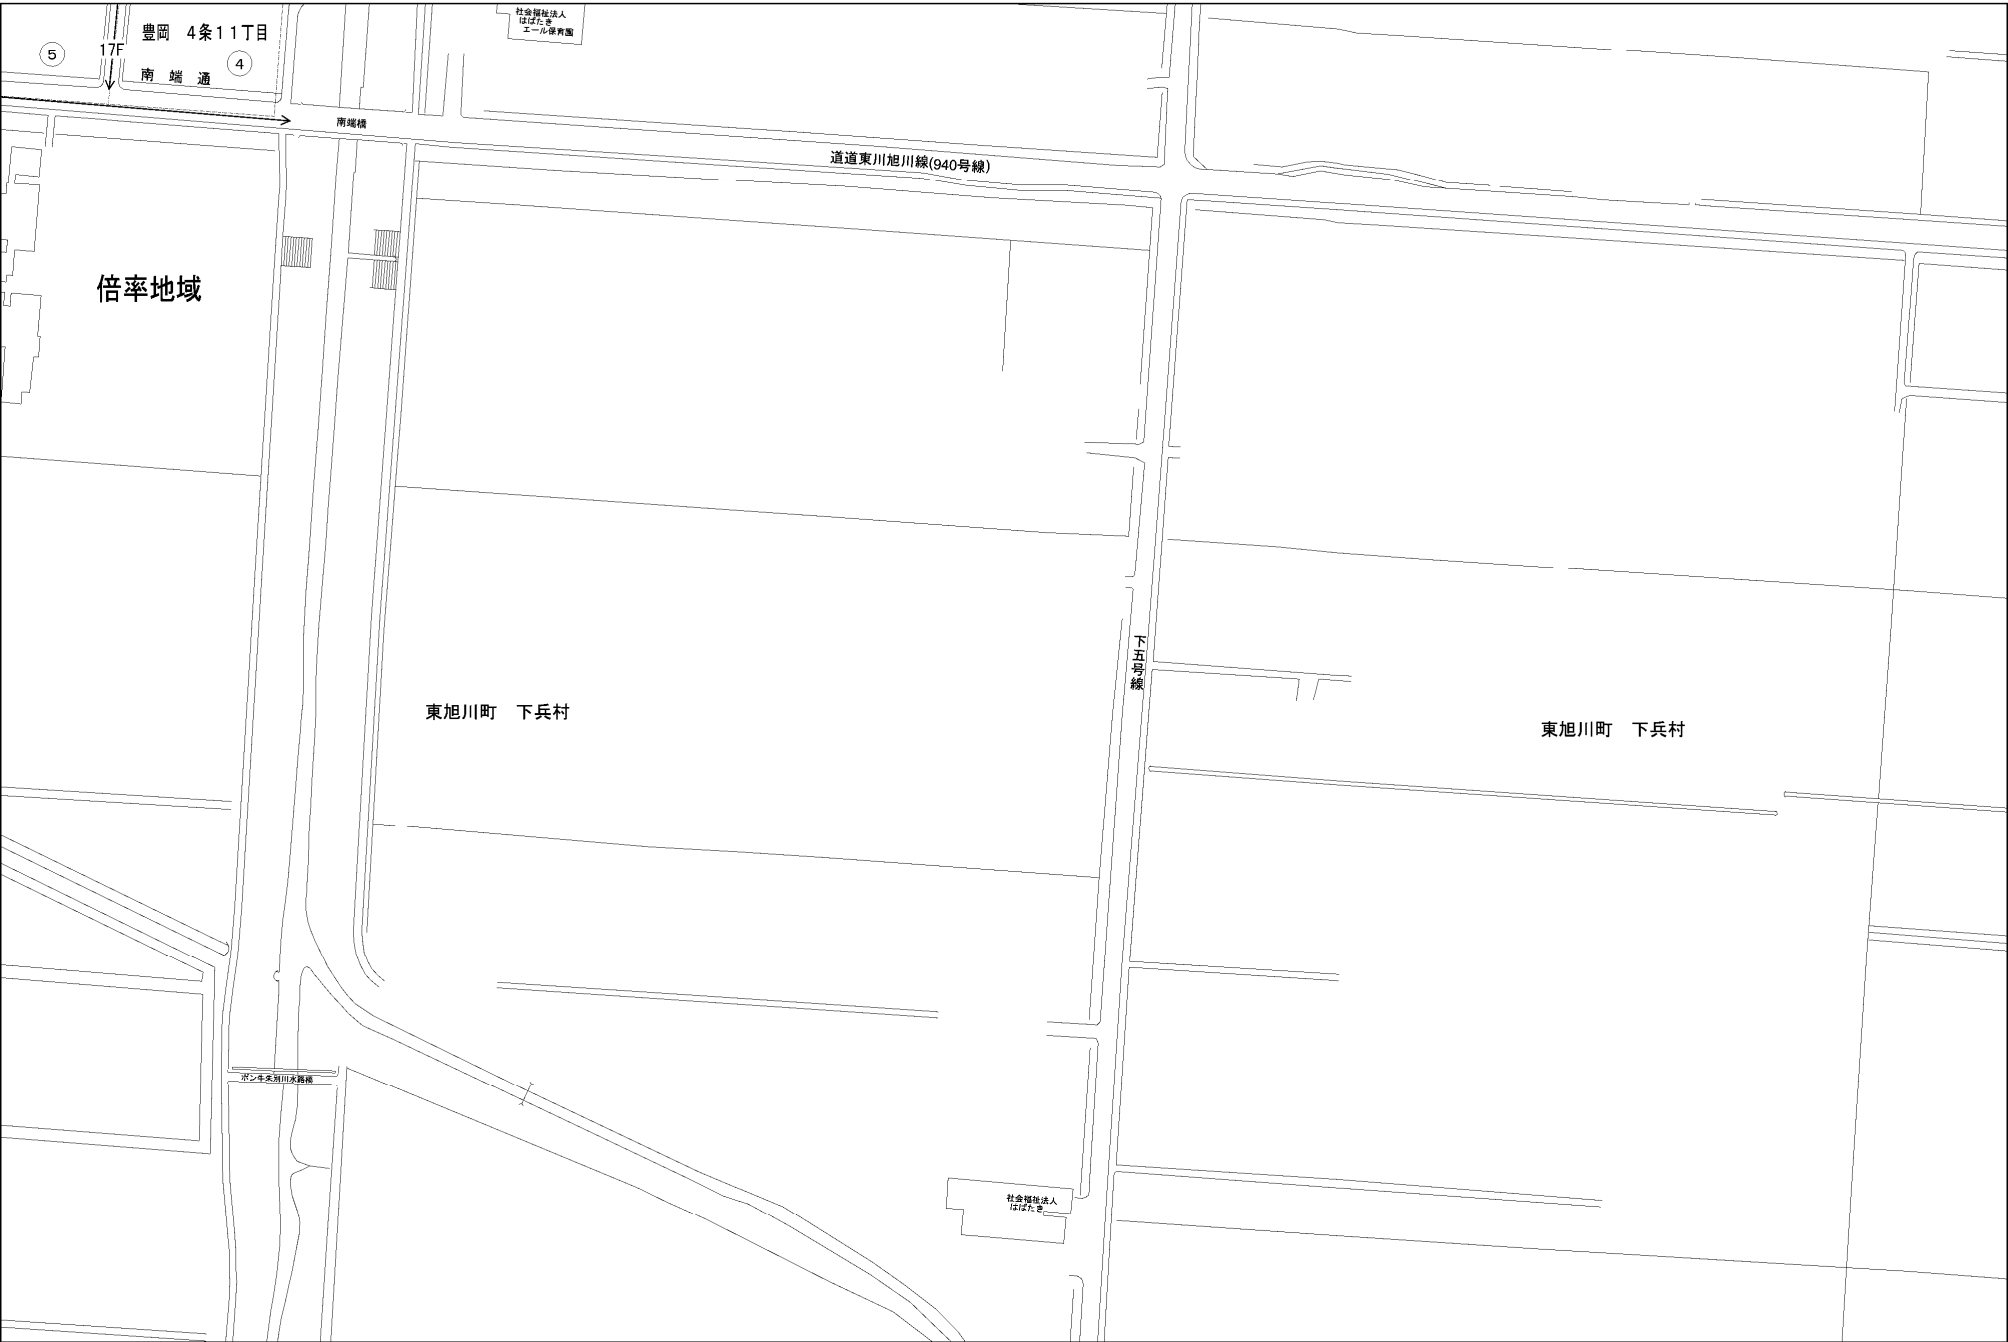 社会福祉法人
はばたき
エール保育園
豊岡 4条11丁目
17F
⑤
④
南端通
南端橋
道道東川旭川線(940号線)
倍率地域
下五号線
東旭川町 下兵村
東旭川町 下兵村
ポン牛朱別川水路橋
社会福祉法人
はばたき